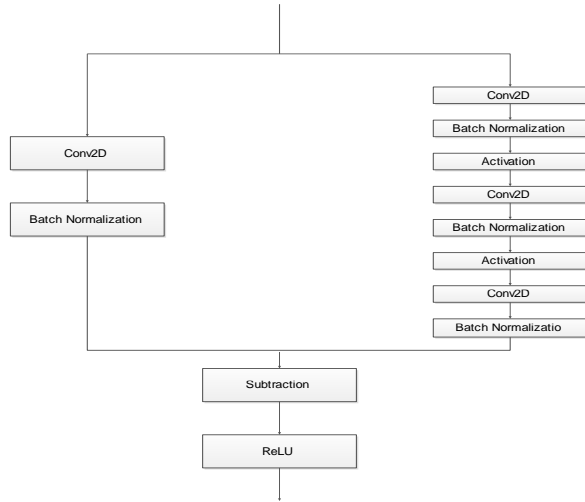 Conv2D
Batch Normalization
Conv2D
Batch Normalization
Activation
Conv2D
Batch Normalization
Activation
Conv2D
Batch Normalizatio
Subtraction
ReLU